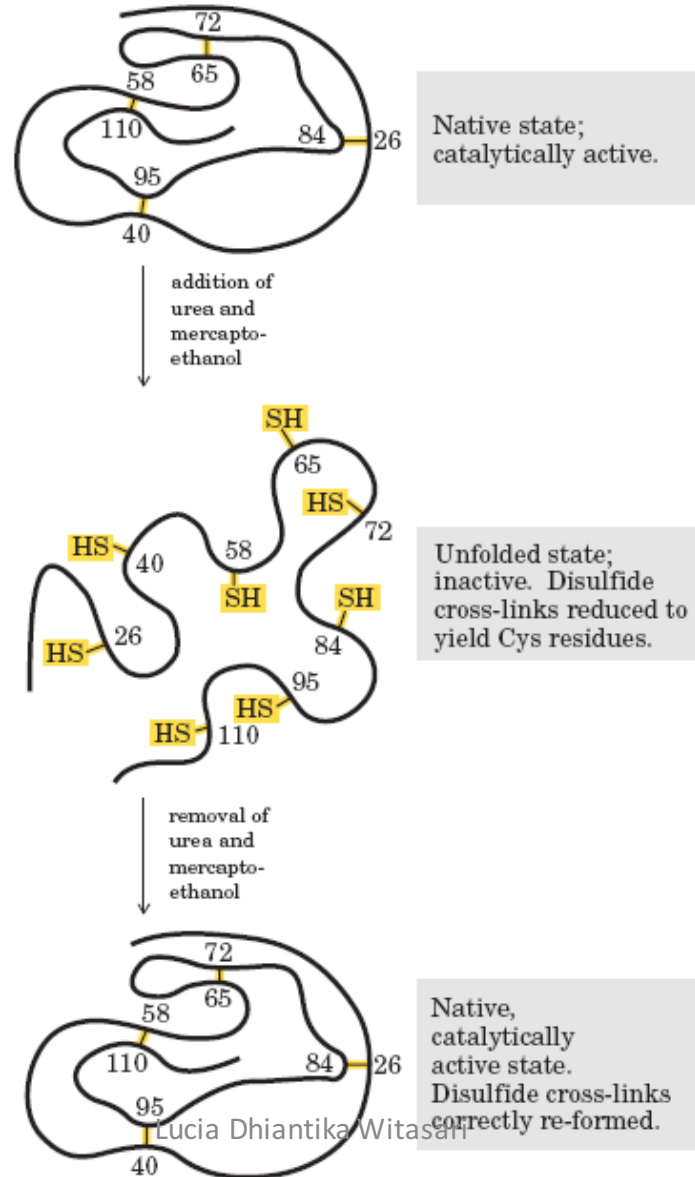 72
65
58
110
84
26
95
40
Native state;
catalytically active.
addition of
urea and
mercapto-
ethanol
SH
65
HS
72
HS
40
58
SH
SH
84
26
HS
95
HS
HS
110
Unfolded state;
inactive. Disulfide
cross-links reduced to
yield Cys residues.
removal of
urea and
mercapto-
ethanol
72
65
58
110
84
26
95
40
Native,
catalytically
active state.
Disulfide cross-links
correctly re-formed.
Lucia Dhiantika Witasari